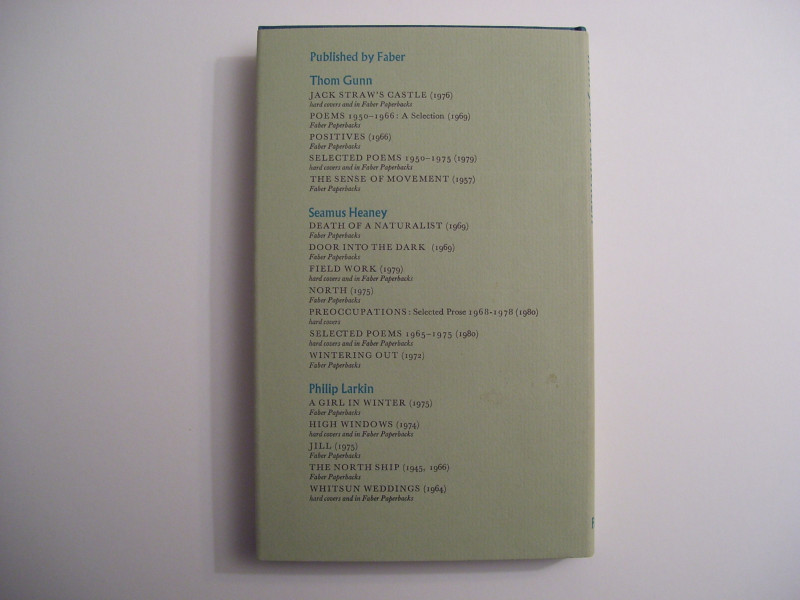 Published by Faber
Thom Gunn
JACK STRAW'S CASTLE (1976)
hard covers and in Faber Paperbacks
POEMS 1950–1966: A Selection (1969)
Faber Paperbacks
POSITIVES (1966)
Faber Paperbacks
SELECTED POEMS 1950–1975 (1979)
hard covers and in Faber Paperbacks
THE SENSE OF MOVEMENT (1957)
Faber Paperbacks
Seamus Heaney
DEATH OF A NATURALIST (1969)
Faber Paperbacks
DOOR INTO THE DARK (1969)
Faber Paperbacks
FIELD WORK (1979)
hard covers and in Faber Paperbacks
NORTH (1975)
Faber Paperbacks
PREOCCUPATIONS: Selected Prose 1968-1978 (1980)
hard covers
SELECTED POEMS 1965–1975 (1980)
hard covers and in Faber Paperbacks
WINTERING OUT (1972)
Faber Paperbacks
Philip Larkin
A GIRL IN WINTER (1975)
Faber Paperbacks
HIGH WINDOWS (1974)
hard covers and in Faber Paperbacks
JILL (1975)
Faber Paperbacks
THE NORTH SHIP (1945, 1966)
Faber Paperbacks
WHITSUN WEDDINGS (1964)
hard covers and in Faber Paperbacks